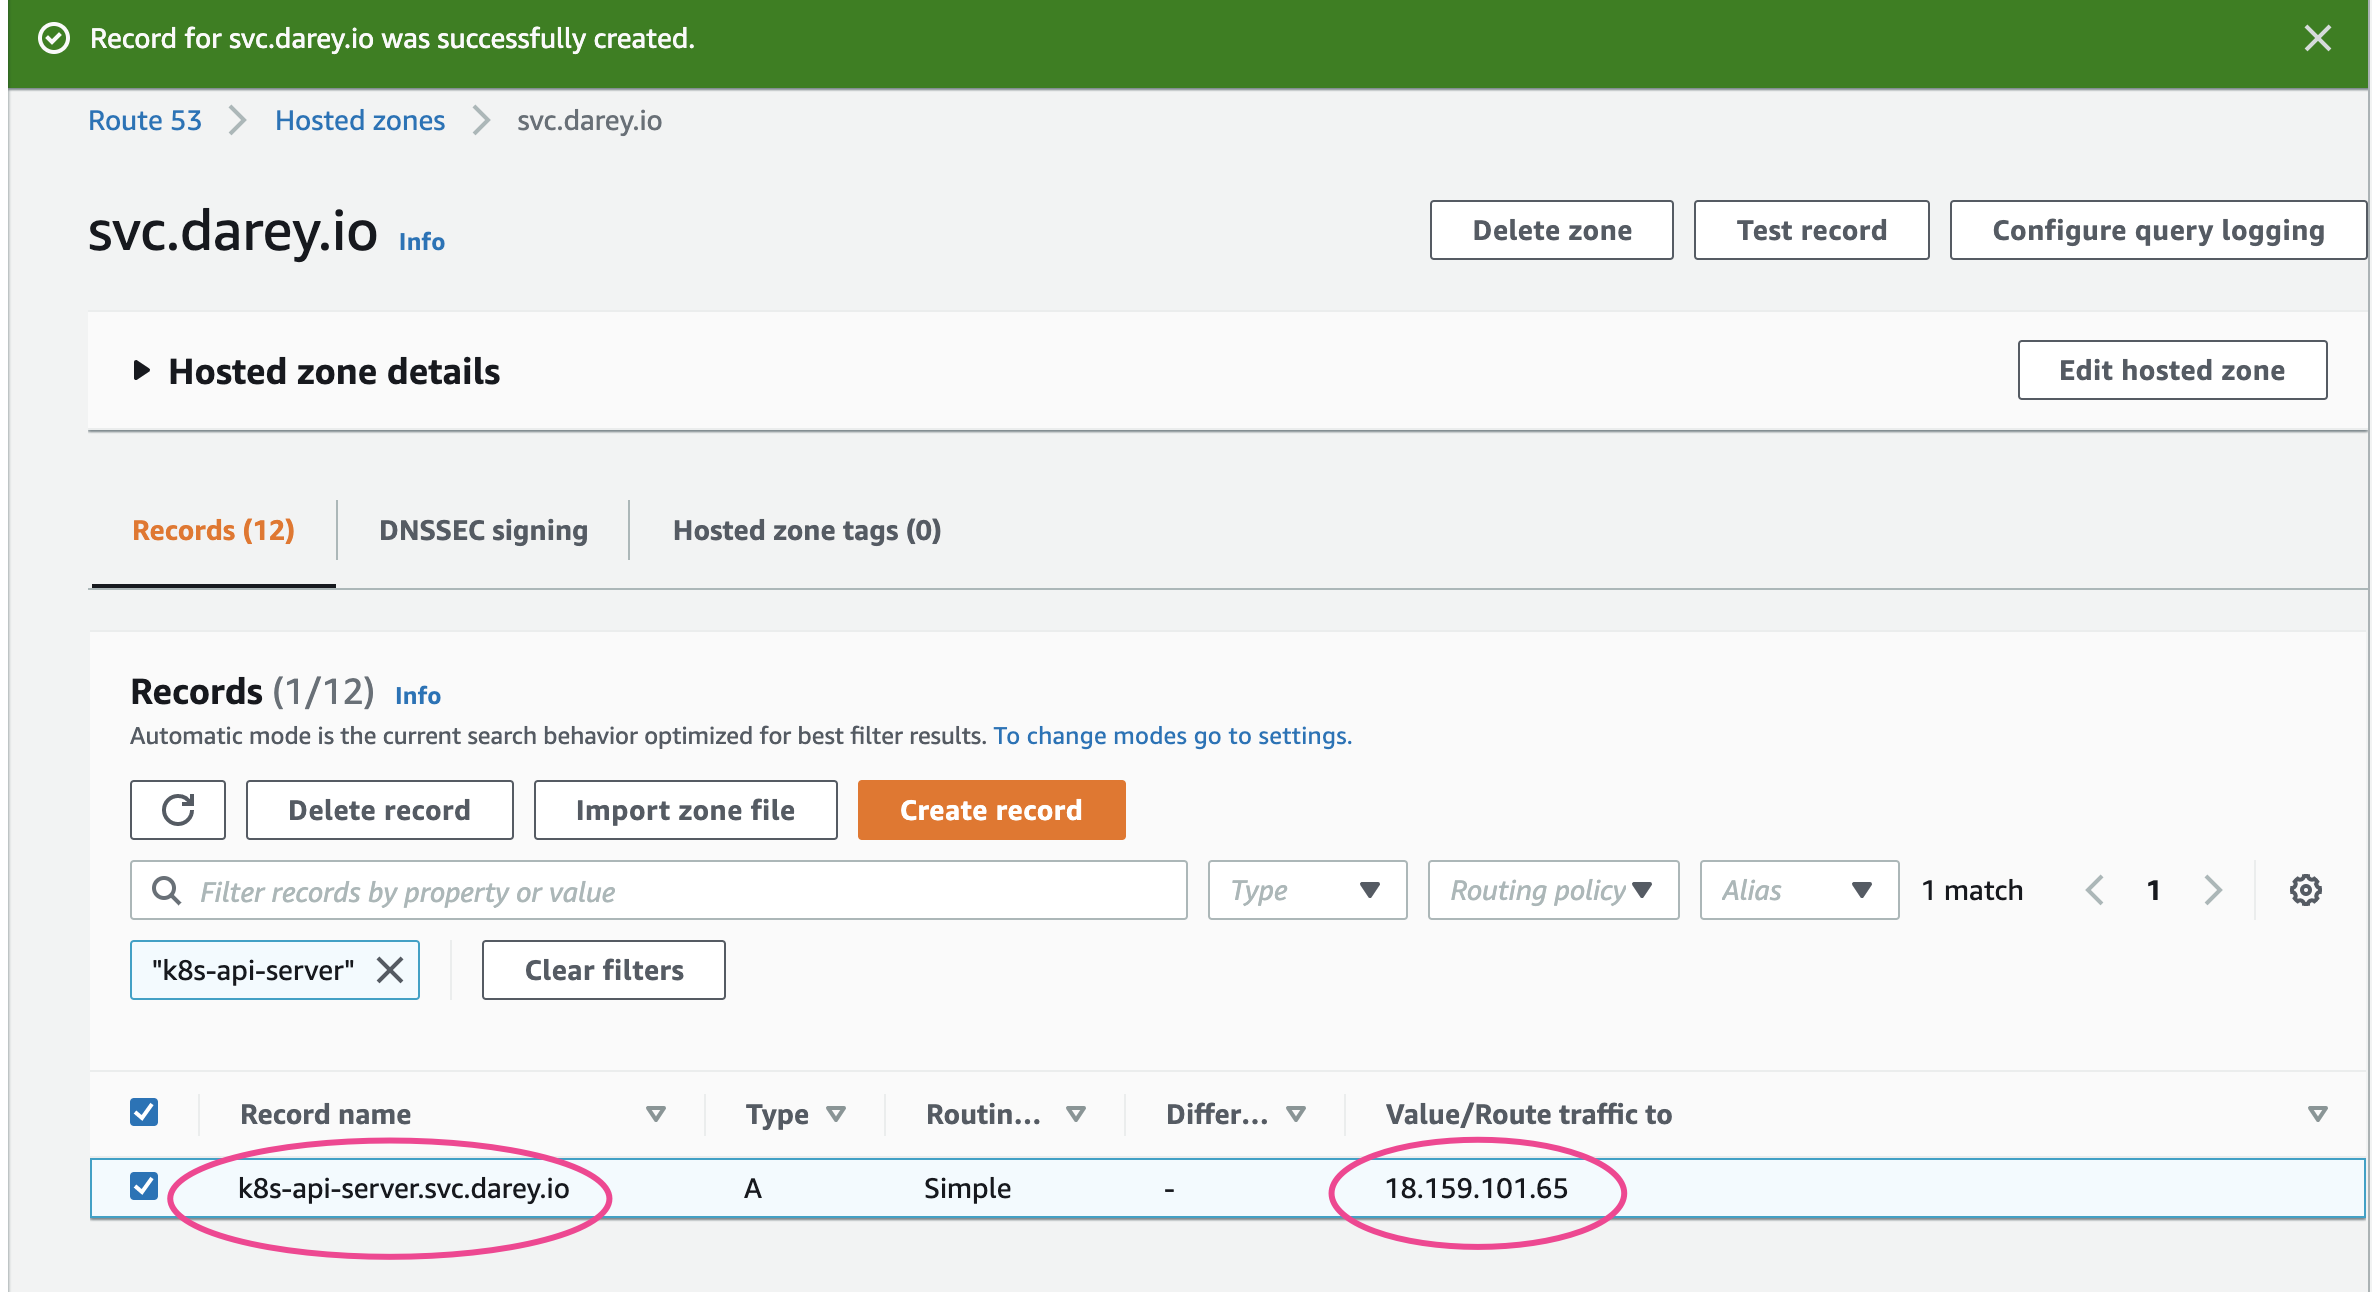 Record for svc.darey.io was successfully created.
Route 53 Hosted zones svc.darey.io
svc.darey.io Info Delete zone Test record Configure query logging
Hosted zone details Edit hosted zone
Records (12) DNSSEC signing Hosted zone tags (0)
Records (1/12) Info
Automatic mode is the current search behavior optimized for best filter results. To change modes go to settings.
Delete record Import zone file Create record
Filter records by property or value Type Routing policy Alias 1 match 1
"k8s-api-server" Clear filters
Record name Type Routin... Differ... Value/Route traffic to
k8s-api-server.svc.darey.io A Simple - 18.159.101.65